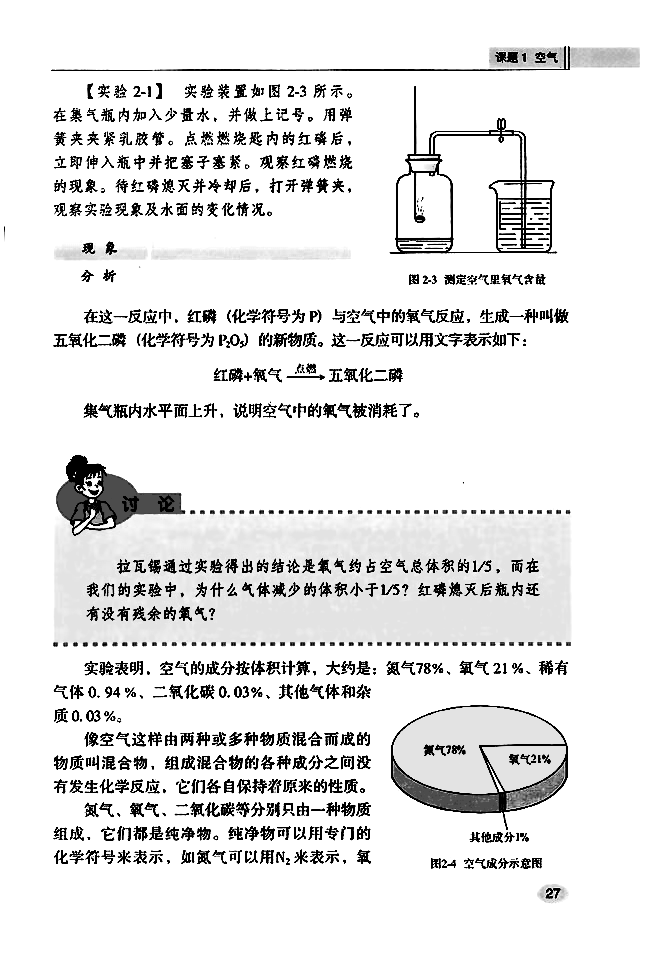 课题1 空气
【实验 2-1】 实验装置如图 2-3 所示。
在集气瓶内加入少量水，并做上记号。用弹
簧夹夹紧乳胶管。点燃燃烧匙内的红磷后，
立即伸入瓶中并把塞子塞紧。观察红磷燃烧
的现象。待红磷熄灭并冷却后，打开弹簧夹，
观察实验现象及水面的变化情况。
现 象
分 析
图 2-3 测定空气里氧气含量
在这一反应中，红磷（化学符号为 P）与空气中的氧气反应，生成一种叫做
五氧化二磷（化学符号为 P₂O₅）的新物质。这一反应可以用文字表示如下：
点燃
红磷+氧气 → 五氧化二磷
集气瓶内水平面上升，说明空气中的氧气被消耗了。
讨 论
拉瓦锡通过实验得出的结论是氧气约占空气总体积的1/5，而在
我们的实验中，为什么气体减少的体积小于1/5？红磷熄灭后瓶内还
有没有残余的氧气？
实验表明，空气的成分按体积计算，大约是：氮气78%、氧气 21 %、稀有
气体 0. 94 %、二氧化碳 0. 03%、其他气体和杂
质 0. 03 %。
像空气这样由两种或多种物质混合而成的
物质叫混合物，组成混合物的各种成分之间没
有发生化学反应，它们各自保持着原来的性质。
氮气、氧气、二氧化碳等分别只由一种物质
组成，它们都是纯净物。纯净物可以用专门的
化学符号来表示，如氮气可以用N₂ 来表示，氧
氮气78%
氧气21%
其他成分1%
图2-4 空气成分示意图
27